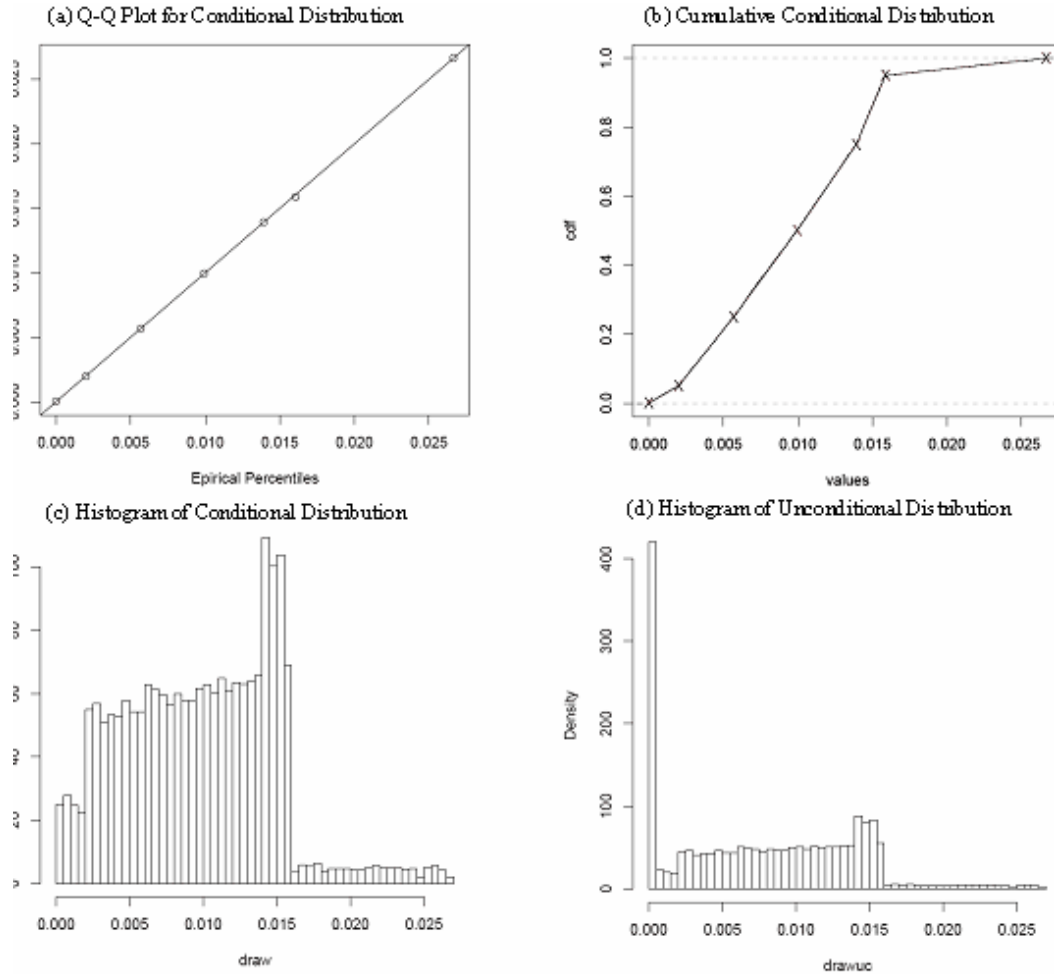 (a) Q-Q Plot for Conditional Distribution
0.000 0.005 0.010 0.015 0.020 0.025
Epirical Percentiles
(b) Cumulative Conditional Distribution
cdf
1.0
0.8
0.6
0.4
0.2
0.0
0.000 0.005 0.010 0.015 0.020 0.025
values
(c) Histogram of Conditional Distribution
0.000 0.005 0.010 0.015 0.020 0.025
draw
(d) Histogram of Unconditional Distribution
Density
400
300
200
100
0
0.000 0.005 0.010 0.015 0.020 0.025
drawuc